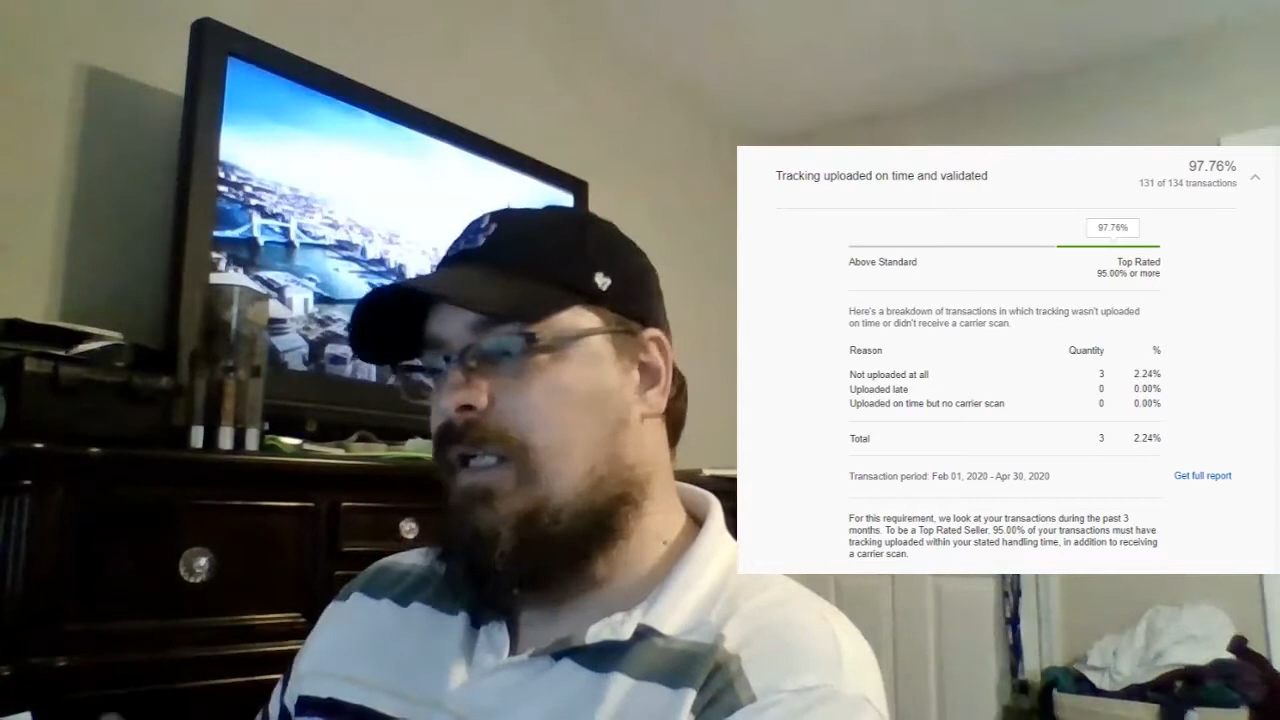 Tracking uploaded on time and validated
97.76%
131 of 134 transactions
97.76%
Above Standard
Top Rated
95.00% or more
Here's a breakdown of transactions in which tracking wasn't uploaded
on time or didn't receive a carrier scan.
Reason Quantity %
Not uploaded at all 3 2.24%
Uploaded late 0 0.00%
Uploaded on time but no carrier scan 0 0.00%
Total 3 2.24%
Transaction period: Feb 01, 2020 - Apr 30, 2020 Get full report
For this requirement, we look at your transactions during the past 3
months. To be a Top Rated Seller, 95.00% of your transactions must have
tracking uploaded within your stated handling time, in addition to receiving
a carrier scan.